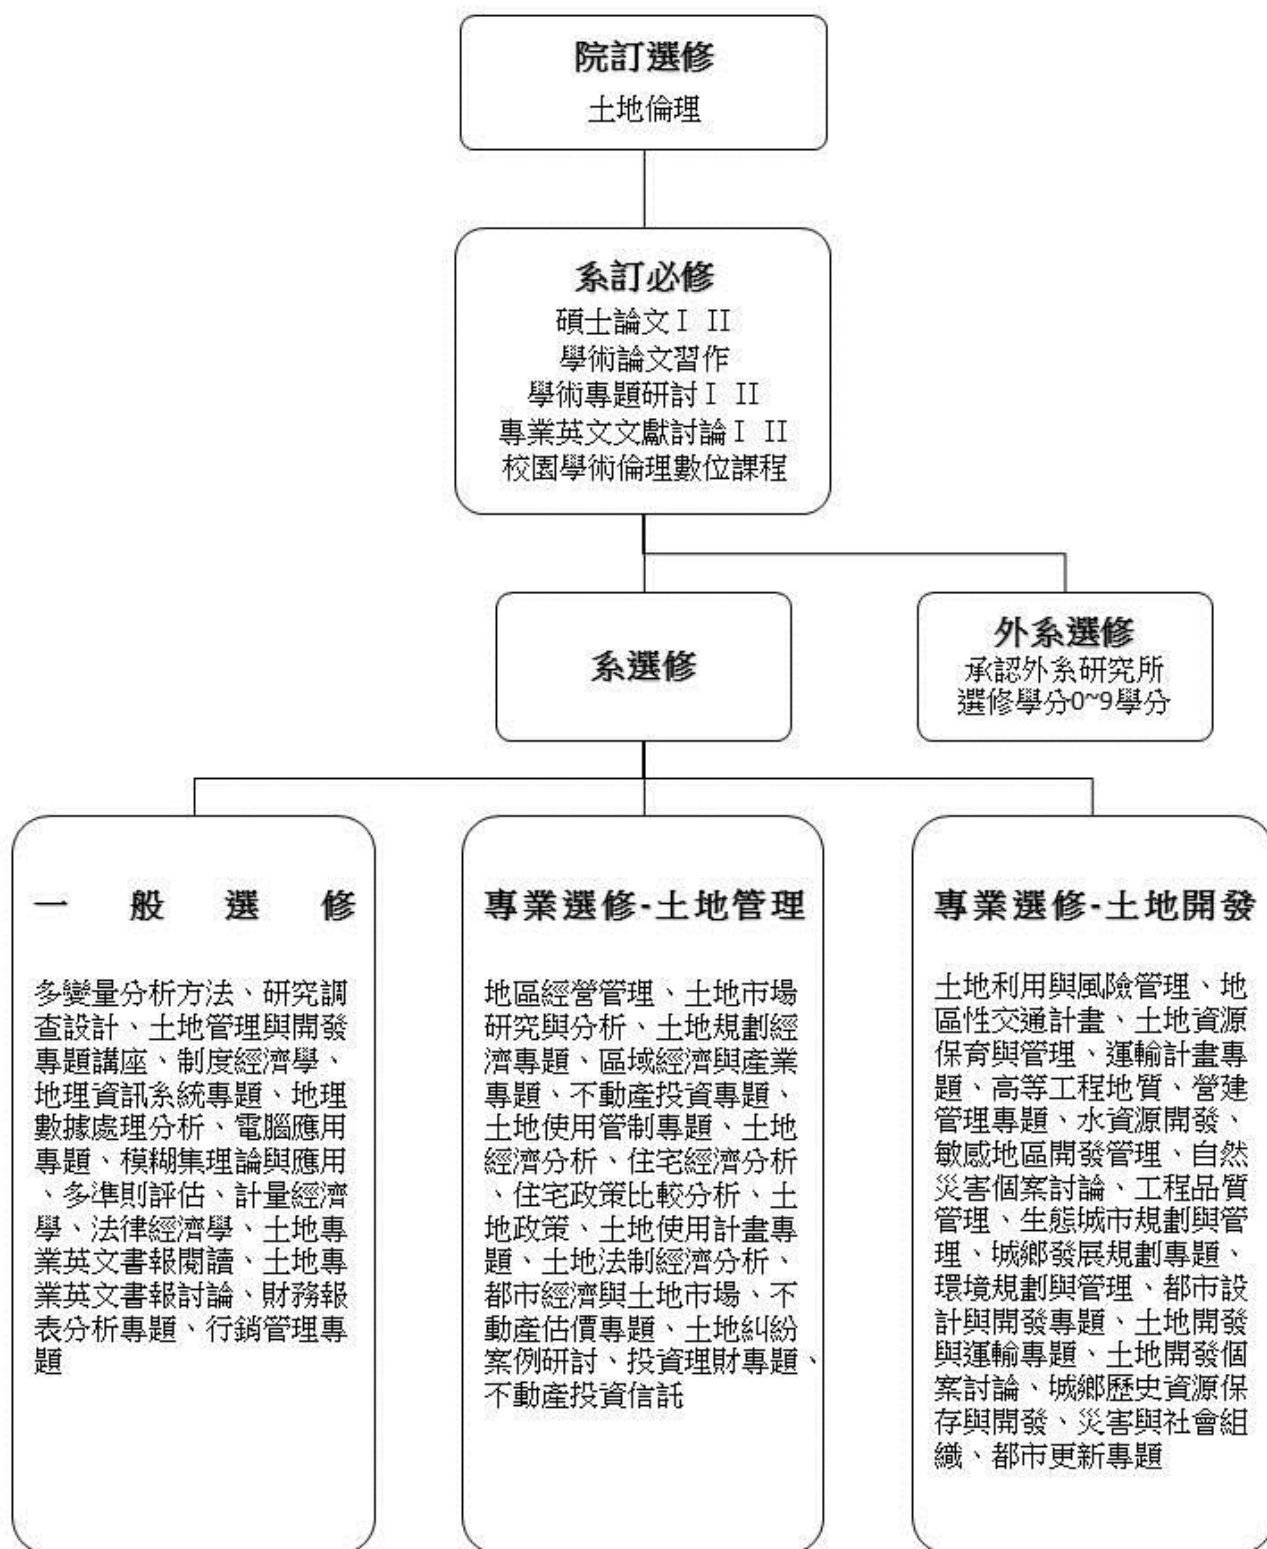 院訂選修
土地倫理
系訂必修
碩士論文Ⅰ II
學術論文習作
學術專題研討Ⅰ II
專業英文文獻討論Ⅰ II
校園學術倫理數位課程
系選修
外系選修
承認外系研究所
選修學分0~9學分
一般選修
多變量分析方法、研究調
查設計、土地管理與開發
專題講座、制度經濟學、
地理資訊系統專題、地理
數據處理分析、電腦應用
專題、模糊集理論與應用
、多準則評估、計量經濟
學、法律經濟學、土地專
業英文書報閱讀、土地專
業英文書報討論、財務報
表分析專題、行銷管理專
題
專業選修-土地管理
地區經營管理、土地市場
研究與分析、土地規劃經
濟專題、區域經濟與產業
專題、不動產投資專題、
土地使用管制專題、土地
經濟分析、住宅經濟分析
、住宅政策比較分析、土
地政策、土地使用計畫專
題、土地法制經濟分析、
都市經濟與土地市場、不
動產估價專題、土地糾紛
案例研討、投資理財專題、
不動產投資信託
專業選修-土地開發
土地利用與風險管理、地
區性交通計畫、土地資源
保育與管理、運輸計畫專
題、高等工程地質、營建
管理專題、水資源開發、
敏感地區開發管理、自然
災害個案討論、工程品質
管理、生態城市規劃與管
理、城鄉發展規劃專題、
環境規劃與管理、都市設
計與開發專題、土地開發
與運輸專題、土地開發個
案討論、城鄉歷史資源保
存與開發、災害與社會組
織、都市更新專題